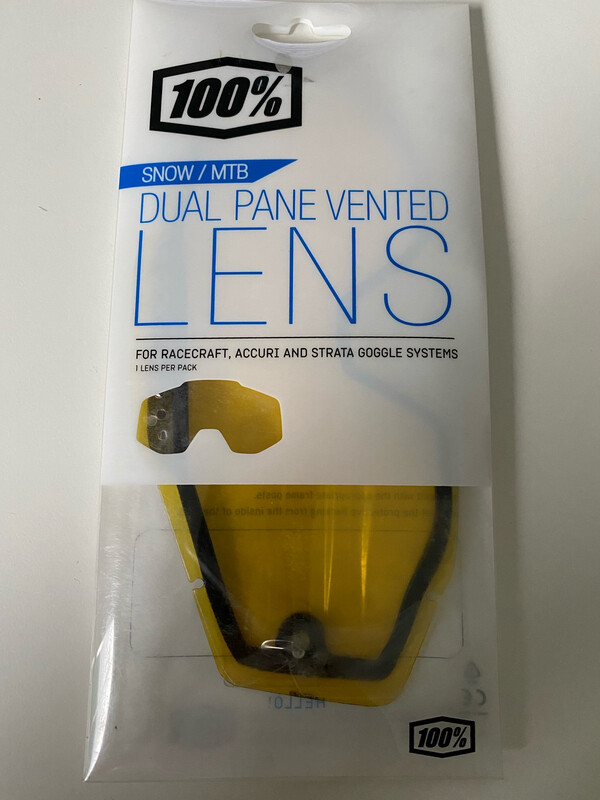 100%
SNOW / MTB
DUAL PANE VENTED
LENS
FOR RACECRAFT, ACCURI AND STRATA GOGGLE SYSTEMS
1 LENS PER PACK
HELLO!
CE
100%